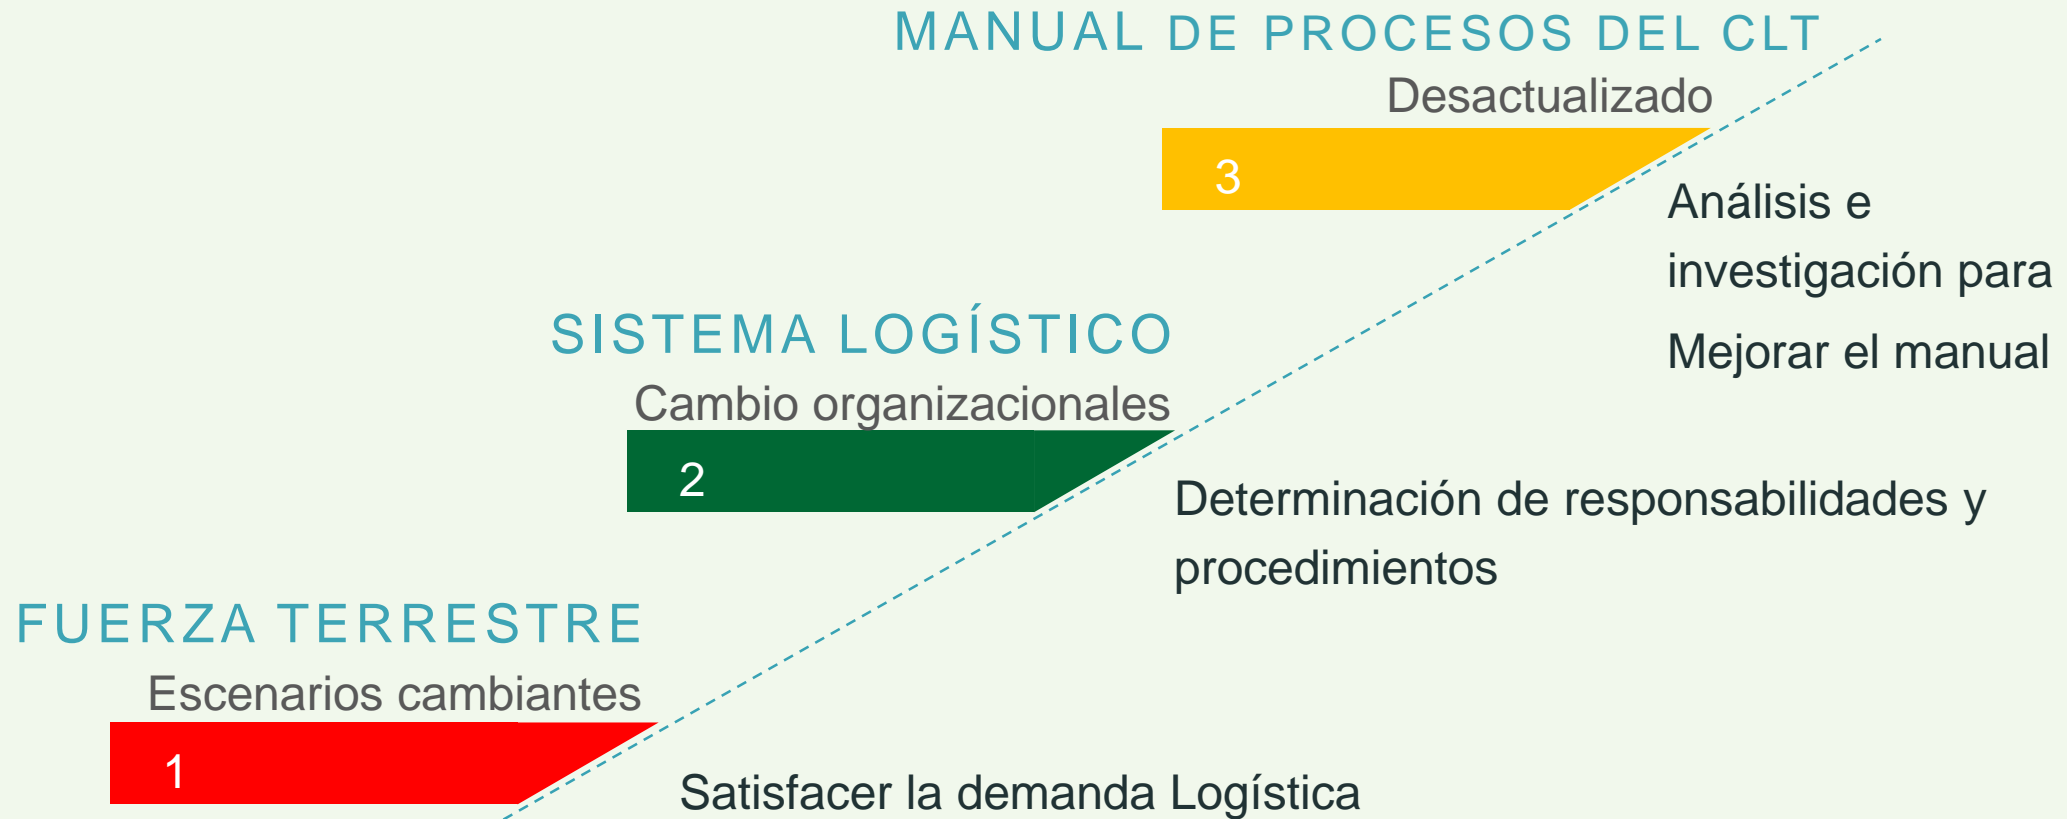 MANUAL DE PROCESOS DEL CLT
Desactualizado
3
Análisis e
investigación para
Mejorar el manual
SISTEMA LOGÍSTICO
Cambio organizacionales
2
Determinación de responsabilidades y
procedimientos
FUERZA TERRESTRE
Escenarios cambiantes
1
Satisfacer la demanda Logística